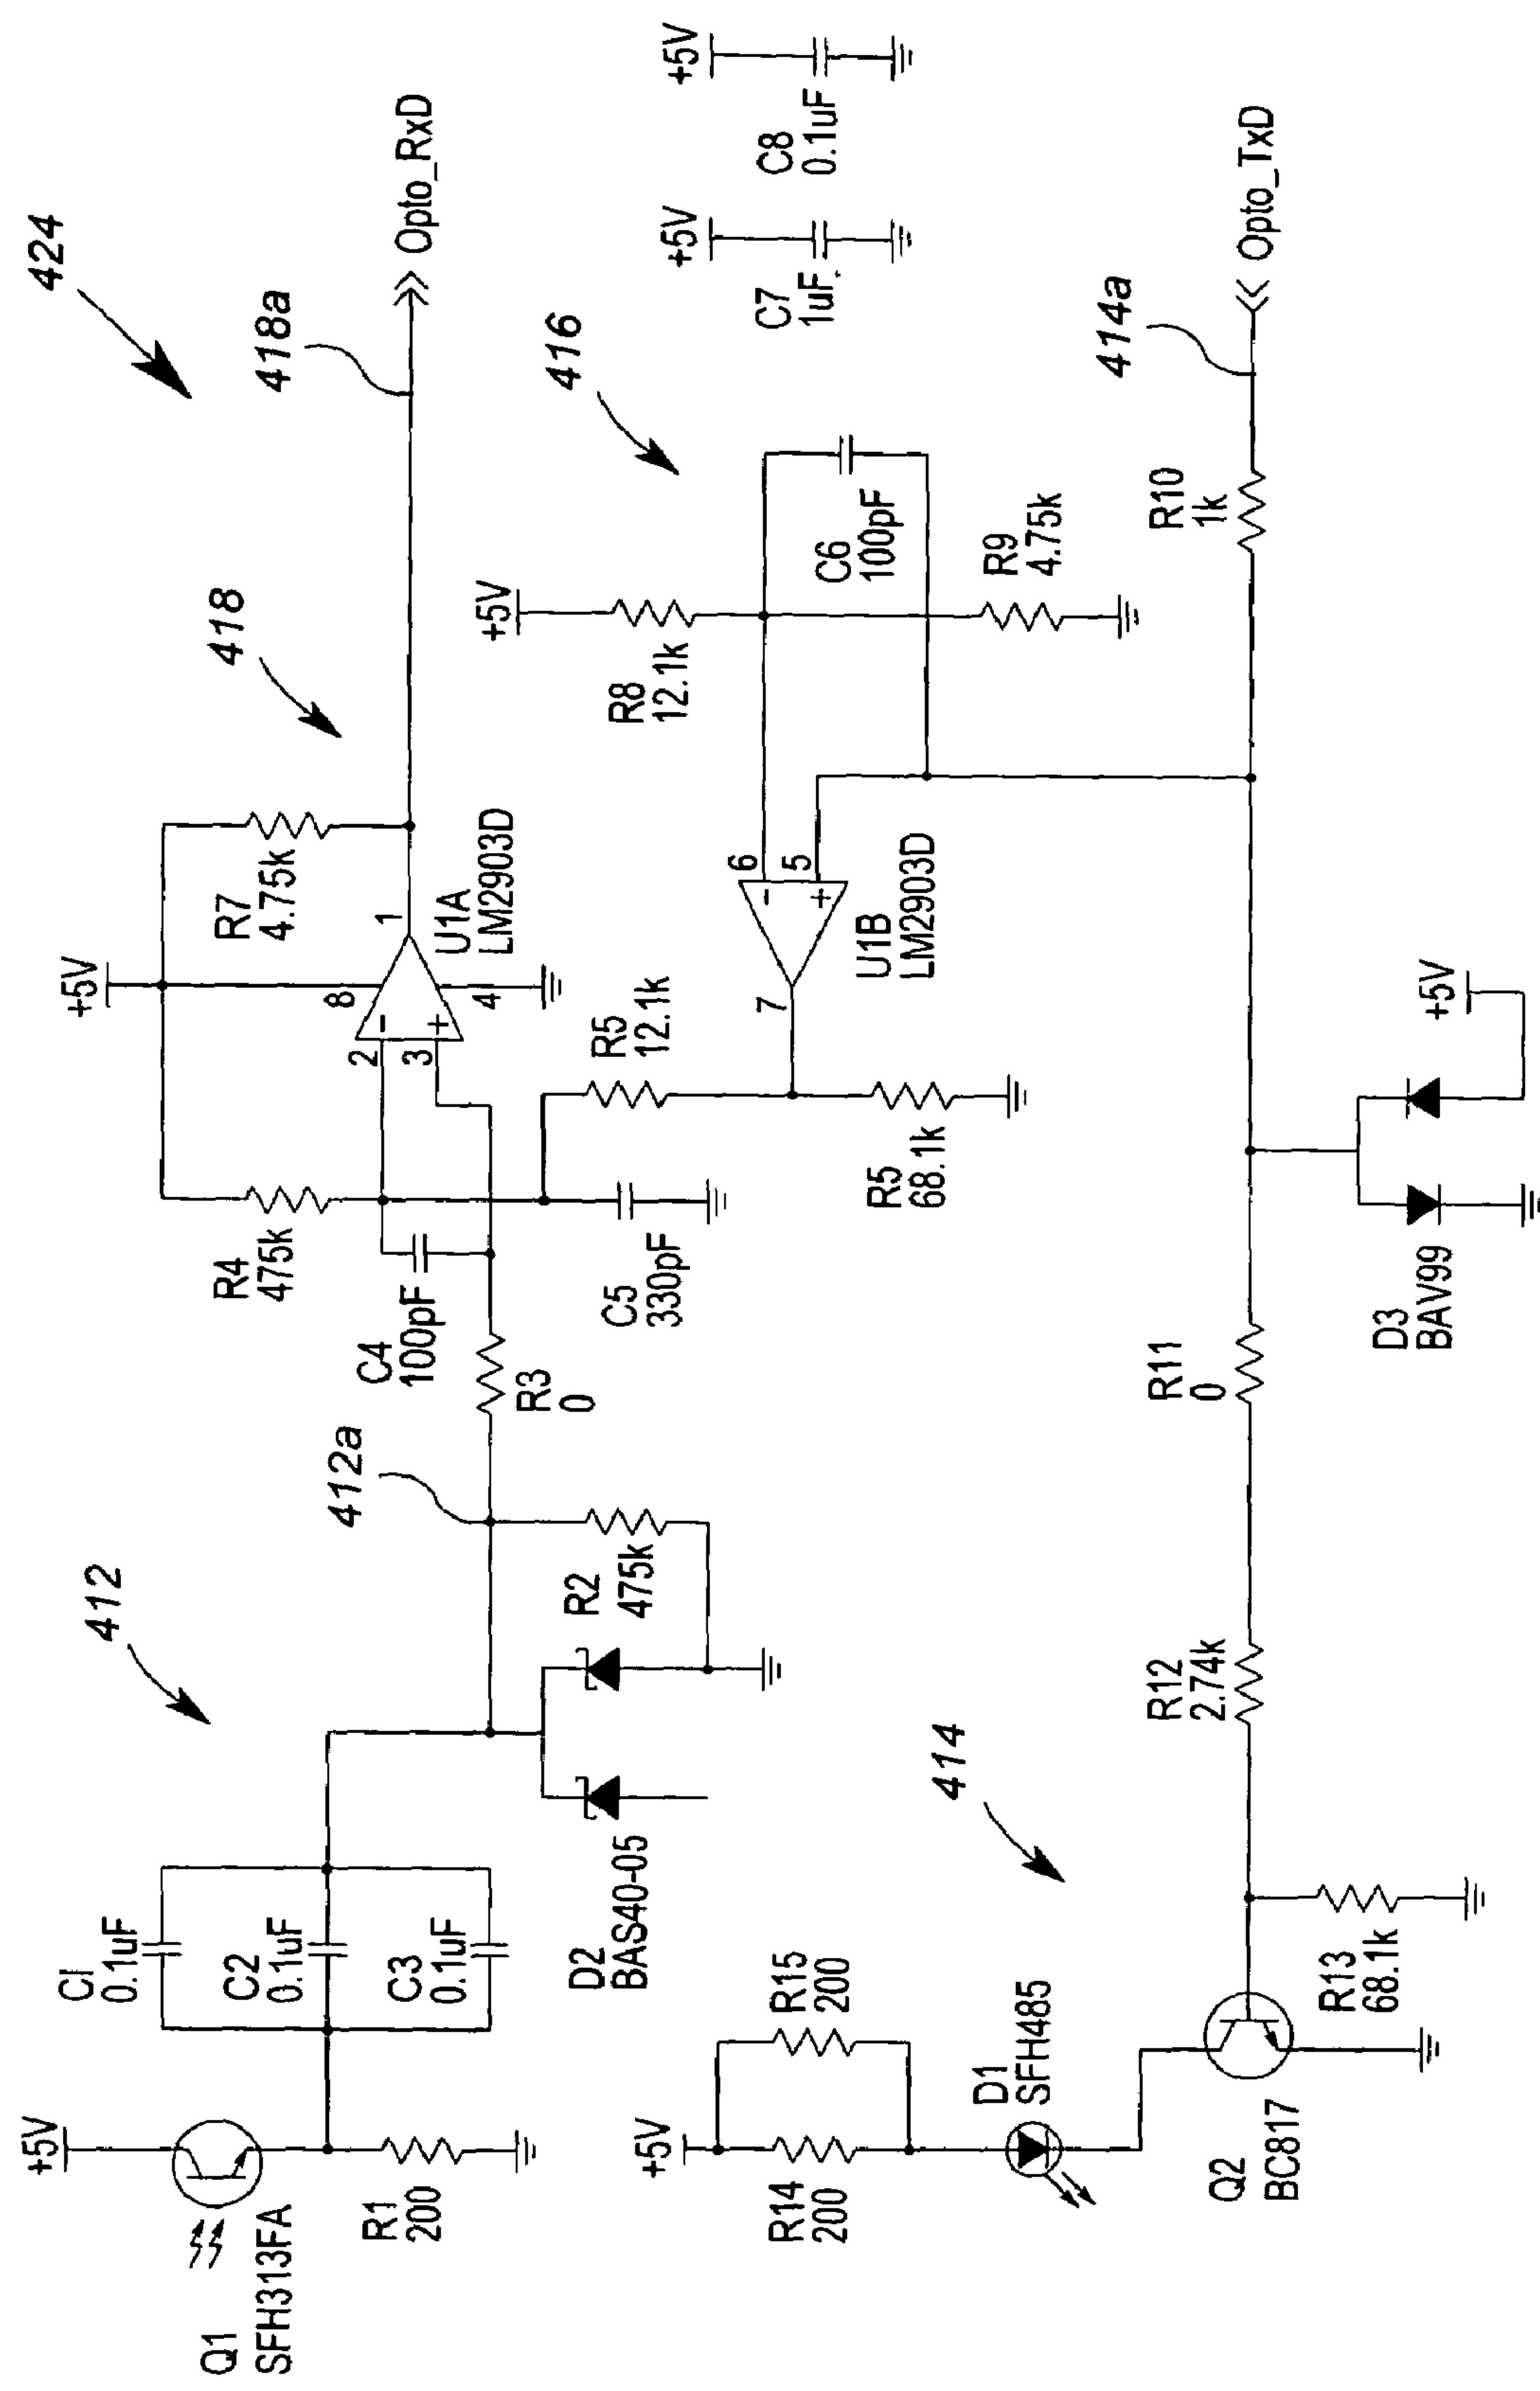 424
+5V
Q1
SFH313FA
R1
200
C1
0.1uF
C2
0.1uF
C3
0.1uF
412
D2
BAS40-05
R2
475k
412a
R3
0
R4
475k
C4
100pF
C5
330pF
+5V
2
3
8
4
1
-
+
U1A
LM2903D
R7
4.75k
418
418a
Opto_RxD
R5
12.1k
R5
68.1k
7
6
5
-
+
U1B
LM2903D
+5V
R8
12.1k
C6
100pF
R9
4.75k
416
+5V
C7
1uF
+5V
C8
0.1uF
+5V
R14
200
R15
200
D1
SFH485
414
Q2
BC817
R13
68.1k
R12
2.74k
R11
0
D3
BAV99
+5V
R10
1k
414a
Opto_TxD